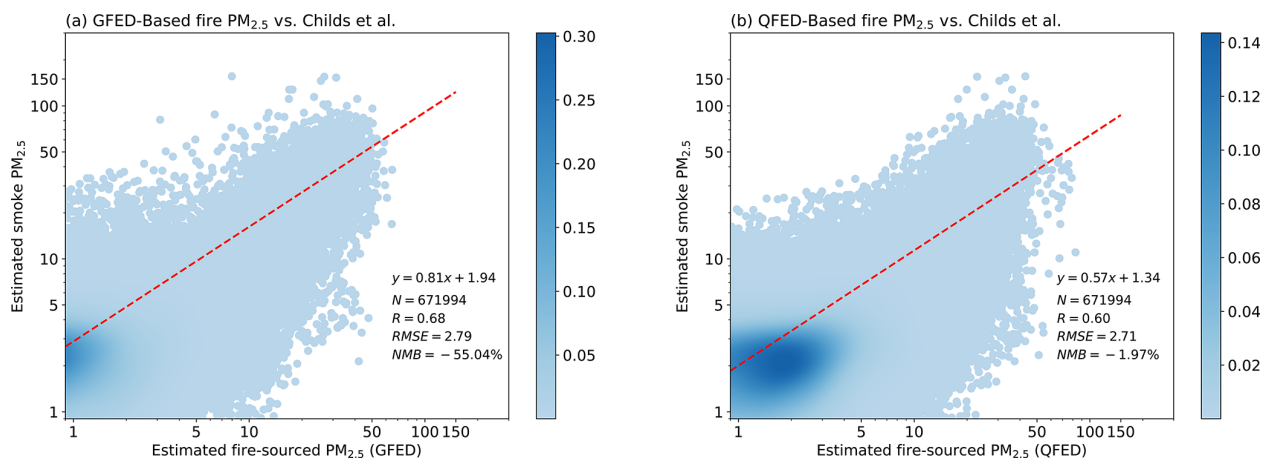 (a) GFED-Based fire PM2.5 vs. Childs et al.
150
100
50
10
5
1
Estimated smoke PM2.5
y = 0.81x + 1.94
N = 671994
R = 0.68
RMSE = 2.79
NMB = − 55.04%
1 5 10 50 100 150
Estimated fire-sourced PM2.5 (GFED)
0.30
0.25
0.20
0.15
0.10
0.05
(b) QFED-Based fire PM2.5 vs. Childs et al.
150
100
50
10
5
1
Estimated smoke PM2.5
y = 0.57x + 1.34
N = 671994
R = 0.60
RMSE = 2.71
NMB = − 1.97%
1 5 10 50 100 150
Estimated fire-sourced PM2.5 (QFED)
0.14
0.12
0.10
0.08
0.06
0.04
0.02